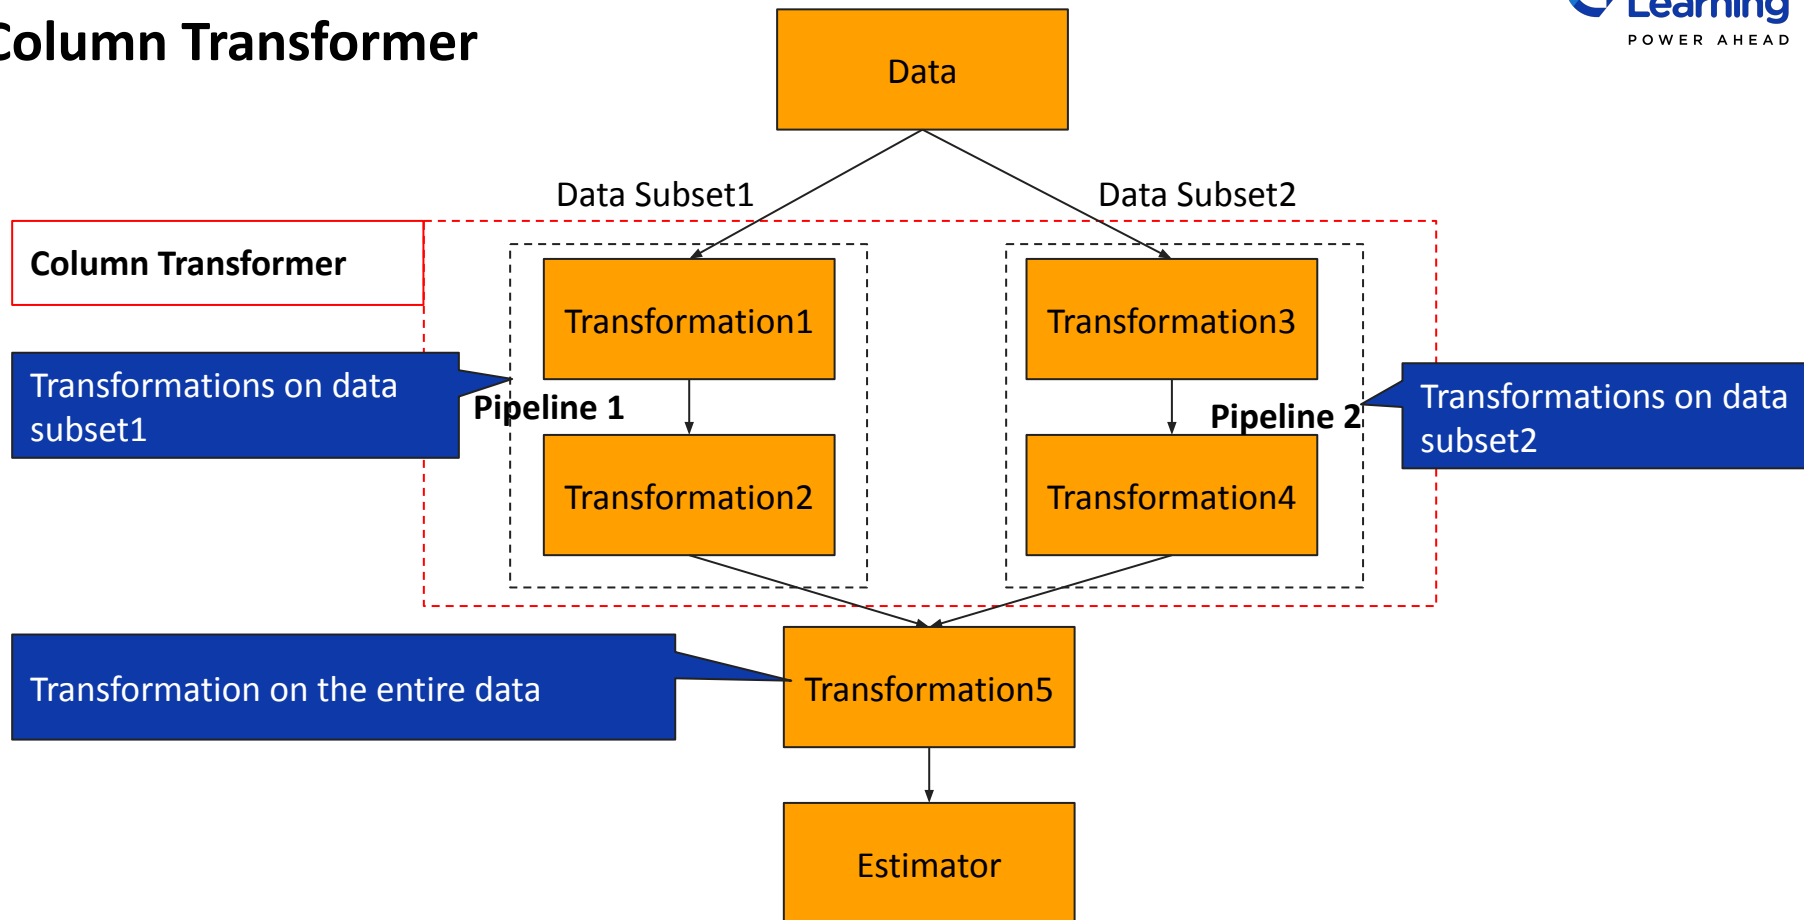 Column Transformer
Learning
POWER AHEAD
Data
Data Subset1
Data Subset2
Column Transformer
Transformation1
Transformation3
Transformations on data
subset1
Pipeline 1
Pipeline 2
Transformations on data
subset2
Transformation2
Transformation4
Transformation on the entire data
Transformation5
Estimator